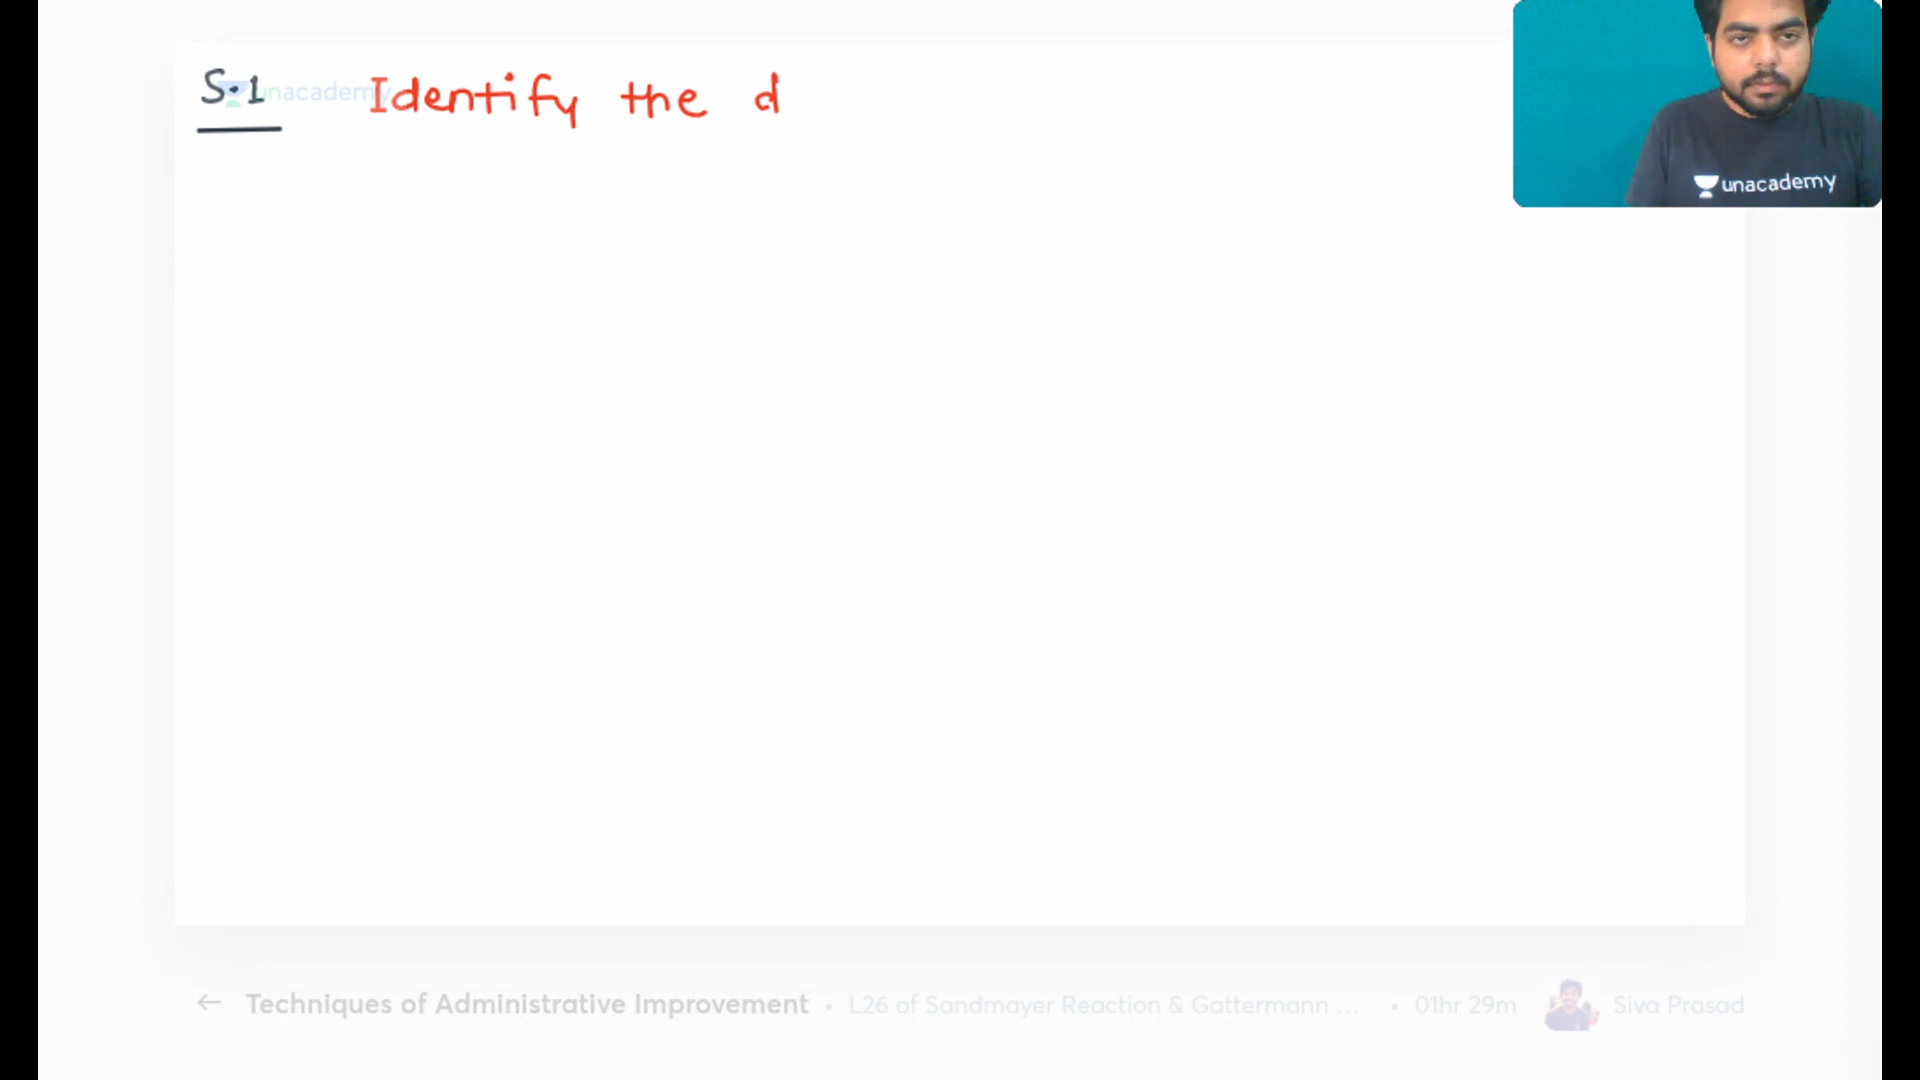 S.1 Identify the d
unacademy
unacademy
← Techniques of Administrative Improvement • L26 of Sandmayer Reaction & Gattermann ... • 01hr 29m Siva Prasad